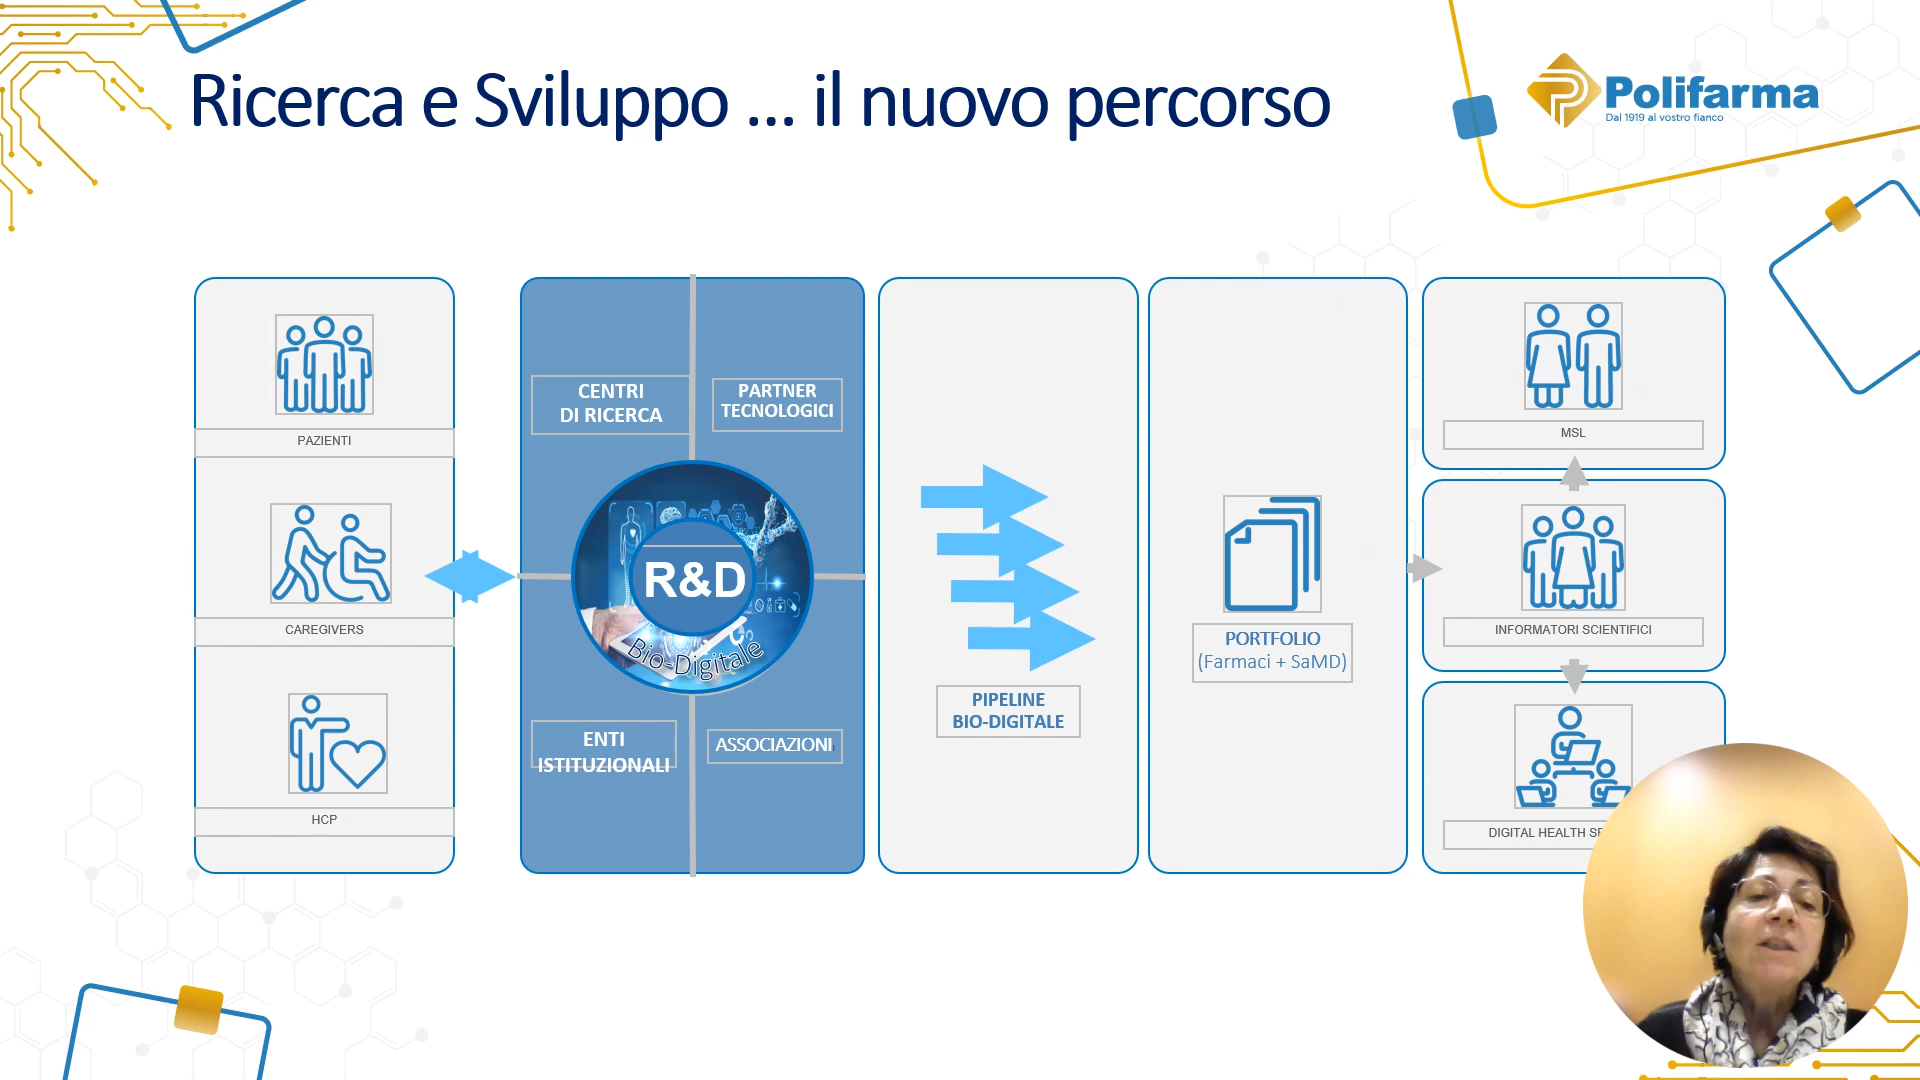 Ricerca e Sviluppo ... il nuovo percorso
Polifarma
Dal 1919 al vostro fianco
PAZIENTI
CAREGIVERS
HCP
CENTRI
DI RICERCA
PARTNER
TECNOLOGICI
R&D
Bio-Digitale
ENTI
ISTITUZIONALI
ASSOCIAZIONI
PIPELINE
BIO-DIGITALE
PORTFOLIO
(Farmaci + SaMD)
MSL
INFORMATORI SCIENTIFICI
DIGITAL HEALTH